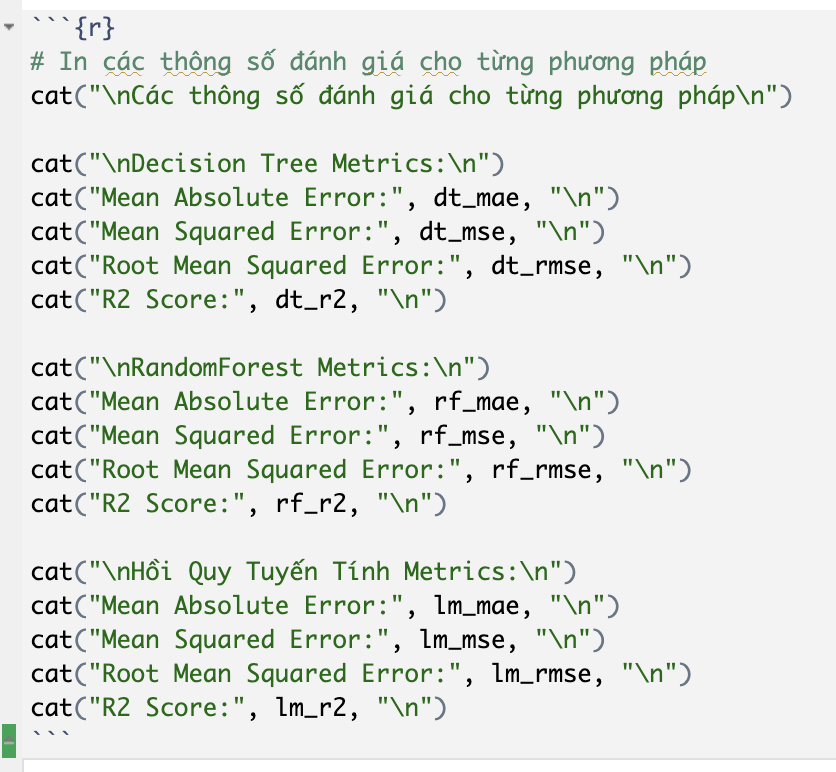 ```{r}
# In các thông số đánh giá cho từng phương pháp
cat("\nCác thông số đánh giá cho từng phương pháp\n")
cat("\nDecision Tree Metrics:\n")
cat("Mean Absolute Error:", dt_mae, "\n")
cat("Mean Squared Error:", dt_mse, "\n")
cat("Root Mean Squared Error:", dt_rmse, "\n")
cat("R2 Score:", dt_r2, "\n")
cat("\nRandomForest Metrics:\n")
cat("Mean Absolute Error:", rf_mae, "\n")
cat("Mean Squared Error:", rf_mse, "\n")
cat("Root Mean Squared Error:", rf_rmse, "\n")
cat("R2 Score:", rf_r2, "\n")
cat("\nHồi Quy Tuyến Tính Metrics:\n")
cat("Mean Absolute Error:", lm_mae, "\n")
cat("Mean Squared Error:", lm_mse, "\n")
cat("Root Mean Squared Error:", lm_rmse, "\n")
cat("R2 Score:", lm_r2, "\n")
```